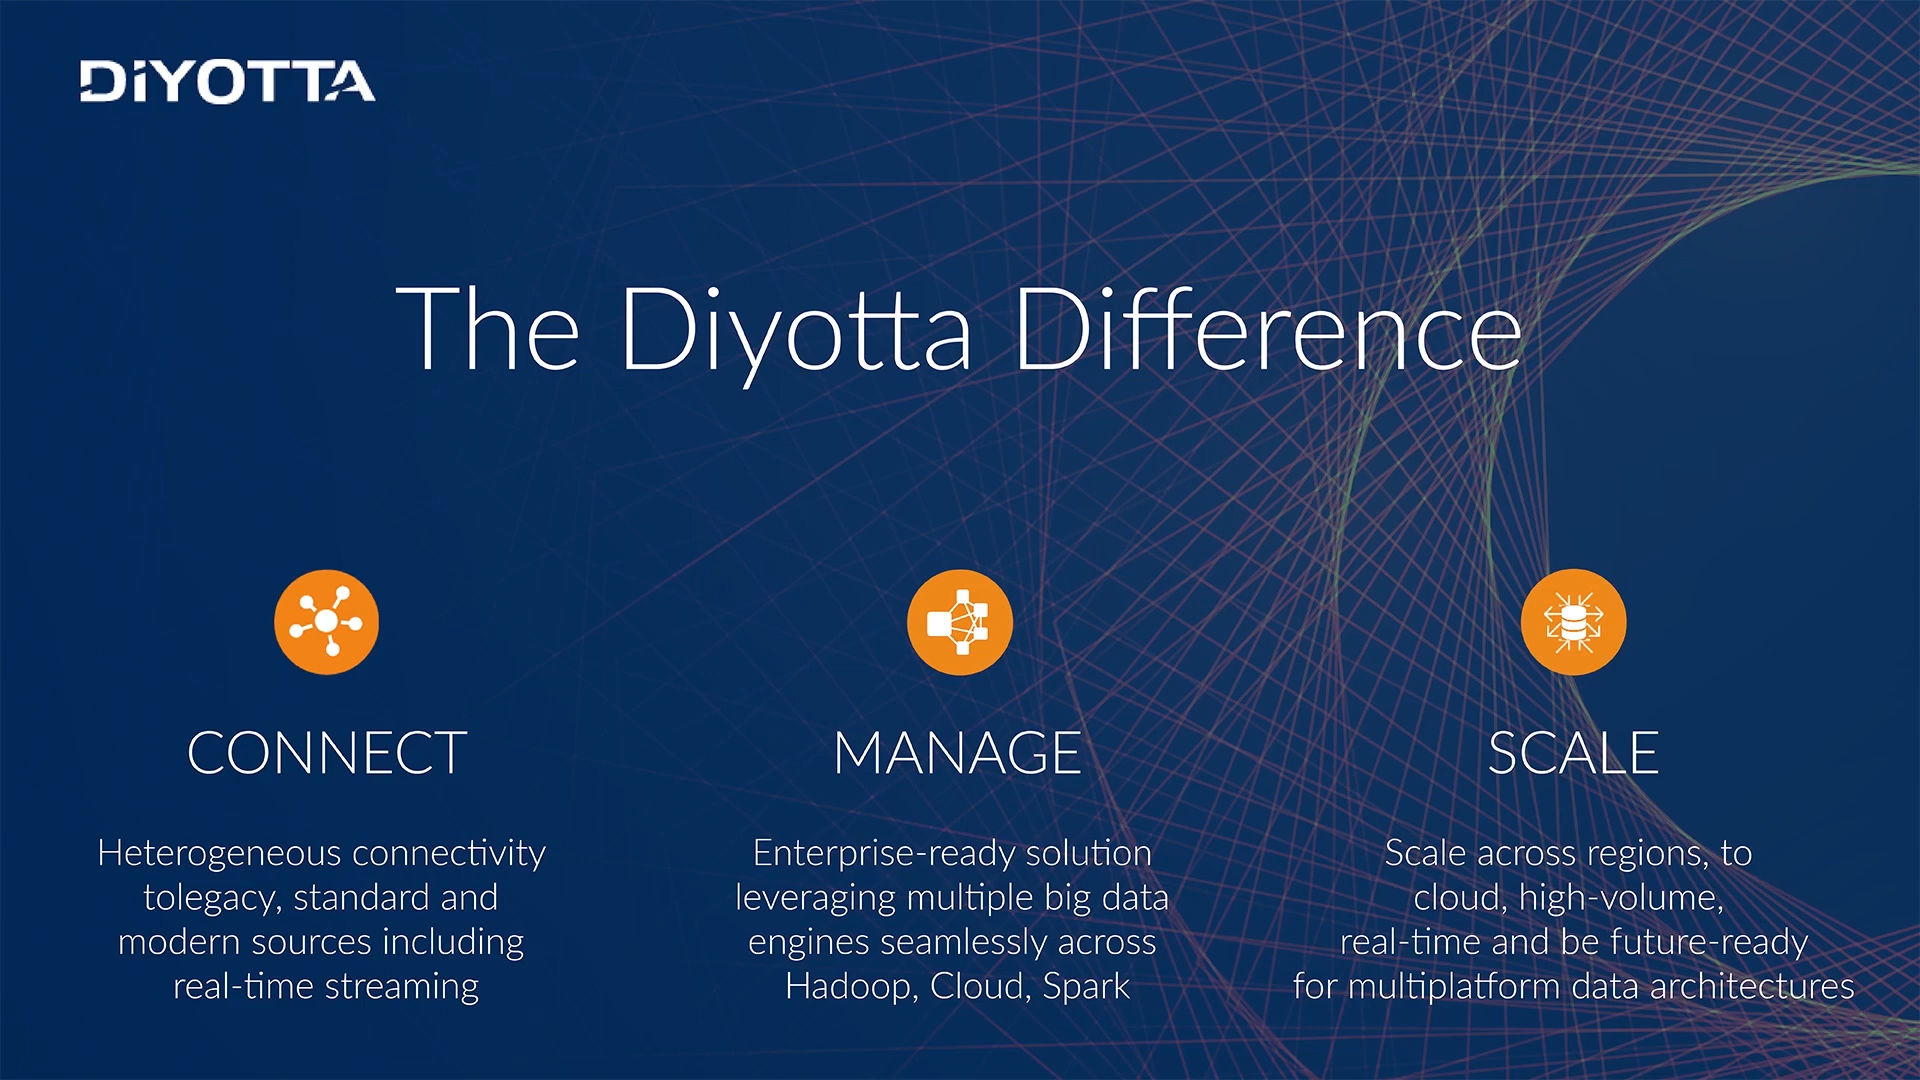 DiYOTTA
The Diyotta Difference
CONNECT
Heterogeneous connectivity
tolegacy, standard and
modern sources including
real-time streaming
MANAGE
Enterprise-ready solution
leveraging multiple big data
engines seamlessly across
Hadoop, Cloud, Spark
SCALE
Scale across regions, to
cloud, high-volume,
real-time and be future-ready
for multiplatform data architectures